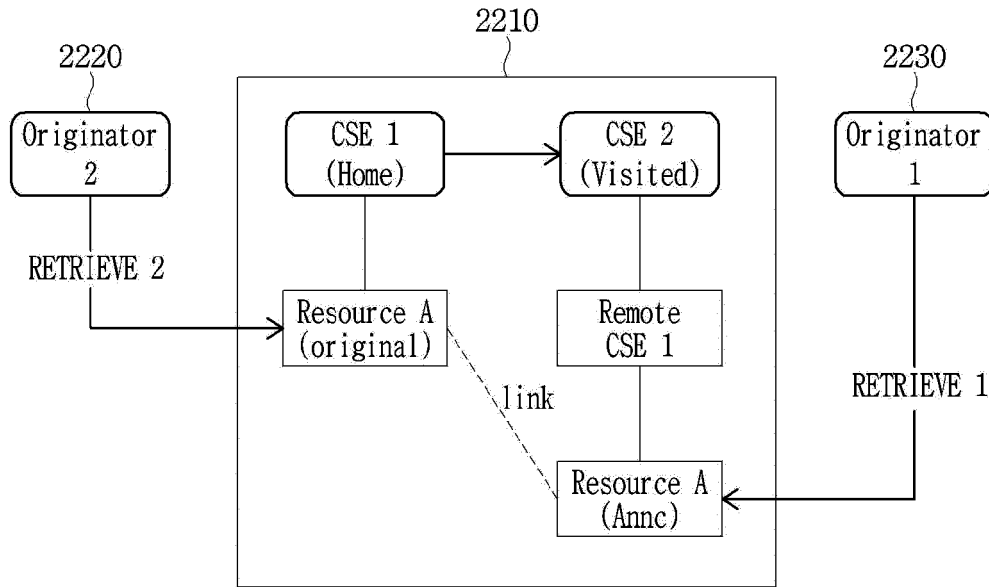 2210
2220
2230
Originator
2
CSE 1
(Home)
CSE 2
(Visited)
Originator
1
RETRIEVE 2
Resource A
(original)
Remote
CSE 1
link
RETRIEVE 1
Resource A
(Annc)